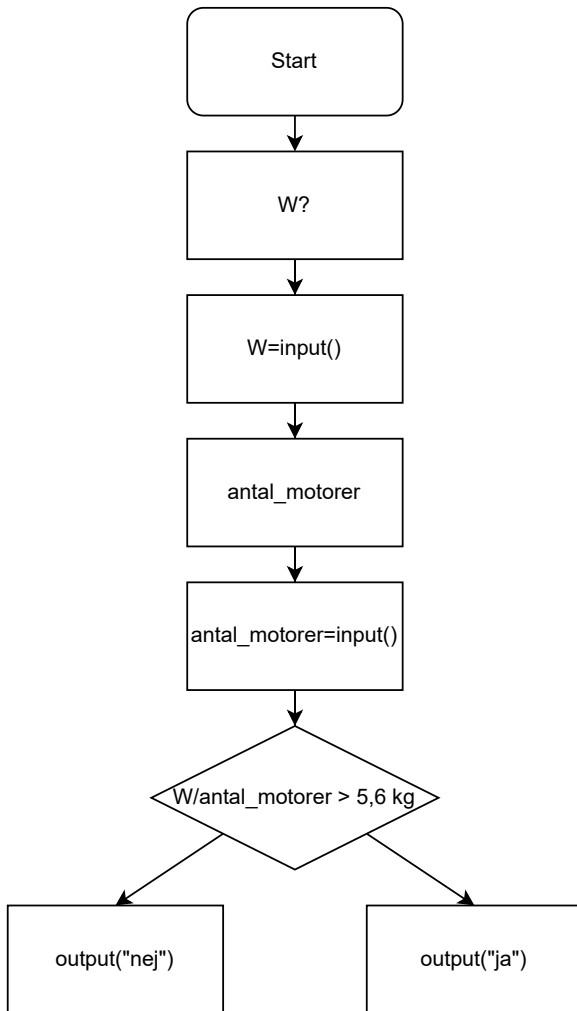 Start
W?
W=input()
antal_motorer
antal_motorer=input()
W/antal_motorer > 5,6 kg
output("nej")
output("ja")